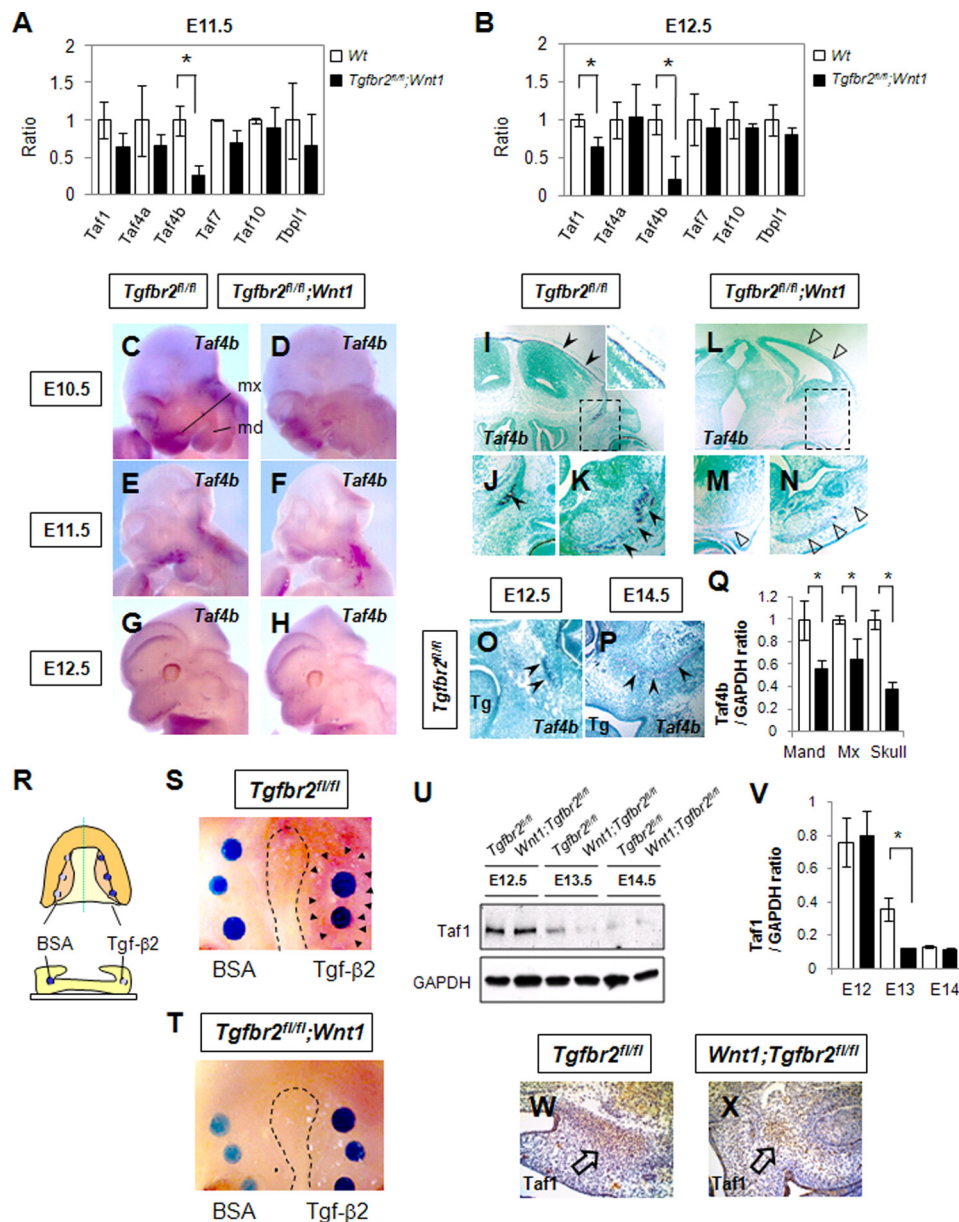 A
E11.5
2
1.5
1
0.5
0
Ratio
*
Wt
Tgfbr2fl/fl;Wnt1
Taf1
Taf4a
Taf4b
Taf7
Taf10
Tbpl1
B
E12.5
2
1.5
1
0.5
0
Ratio
*
*
Wt
Tgfbr2fl/fl;Wnt1
Taf1
Taf4a
Taf4b
Taf7
Taf10
Tbpl1
Tgfbr2fl/fl
Tgfbr2fl/fl;Wnt1
E10.5
C
Taf4b
D
Taf4b
mx
md
E11.5
E
Taf4b
F
Taf4b
E12.5
G
Taf4b
H
Taf4b
Tgfbr2fl/fl
Tgfbr2fl/fl;Wnt1
I
Taf4b
L
Taf4b
J
K
M
N
E12.5
E14.5
Tgfbr2fl/fl
O
Tg
Taf4b
P
Tg
Taf4b
Q
Taf4b
/ GAPDH ratio
1.2
1
0.8
0.6
0.4
0.2
0
*
*
*
Mand
Mx
Skull
R
BSA
Tgf-β2
S
Tgfbr2fl/fl
BSA
Tgf-β2
T
Tgfbr2fl/fl;Wnt1
BSA
Tgf-β2
U
Tgfbr2fl/fl
Wnt1;Tgfbr2fl/fl
Tgfbr2fl/fl
Wnt1;Tgfbr2fl/fl
Tgfbr2fl/fl
Wnt1;Tgfbr2fl/fl
E12.5
E13.5
E14.5
Taf1
GAPDH
V
Taf1
/ GAPDH ratio
1
0.8
0.6
0.4
0.2
0
*
E12
E13
E14
Tgfbr2fl/fl
Wnt1;Tgfbr2fl/fl
W
Taf1
X
Taf1